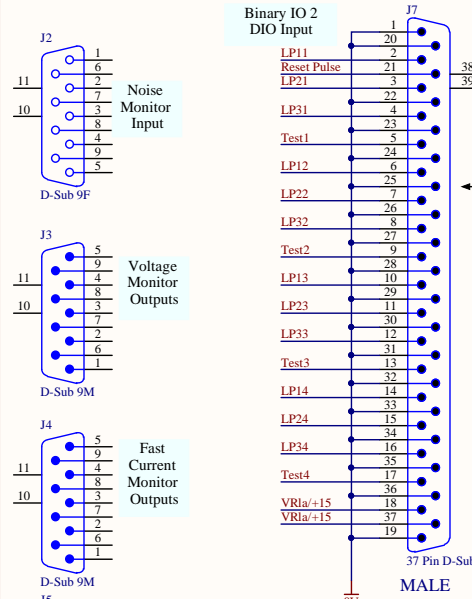 J2
1
6
2
7
3
8
4
9
5
11
10
Noise
Monitor
Input
D-Sub 9F
J3
5
9
4
8
3
7
2
6
1
11
10
Voltage
Monitor
Outputs
D-Sub 9M
J4
5
9
4
8
3
7
2
6
1
11
10
Fast
Current
Monitor
Outputs
D-Sub 9M
Binary IO 2
DIO Input
J7
1
20
LP11 2
Reset Pulse 21
LP21 3
22
LP31 4
23
Test1 5
24
LP12 6
25
LP22 7
26
LP32 8
27
Test2 9
28
LP13 10
29
LP23 11
30
LP33 12
31
Test3 13
32
LP14 14
33
LP24 15
34
LP34 16
35
Test4 17
36
VRla/+15 18
VRla/+15 37
19
38
39
37 Pin D-Sub
MALE